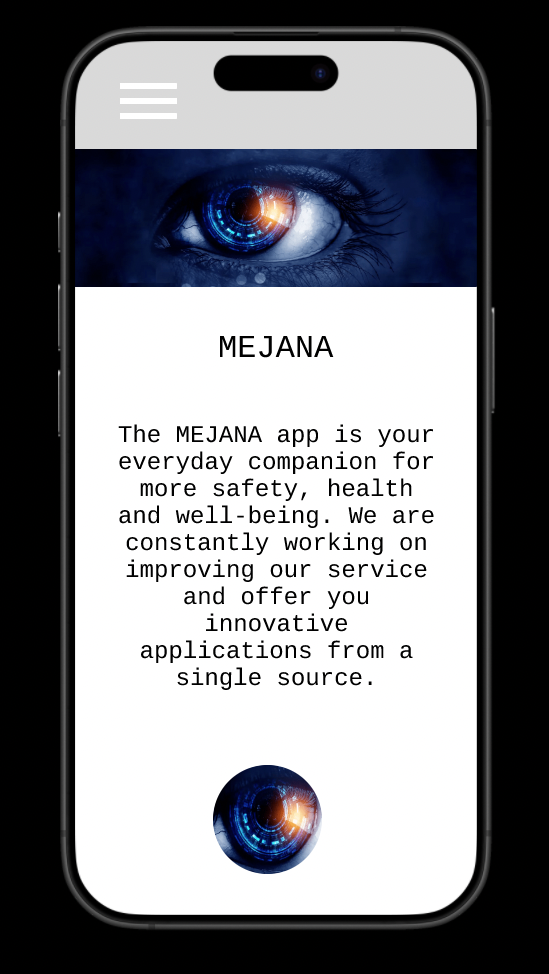 MEJANA
The MEJANA app is your
everyday companion for
more safety, health
and well-being. We are
constantly working on
improving our service
and offer you
innovative
applications from a
single source.